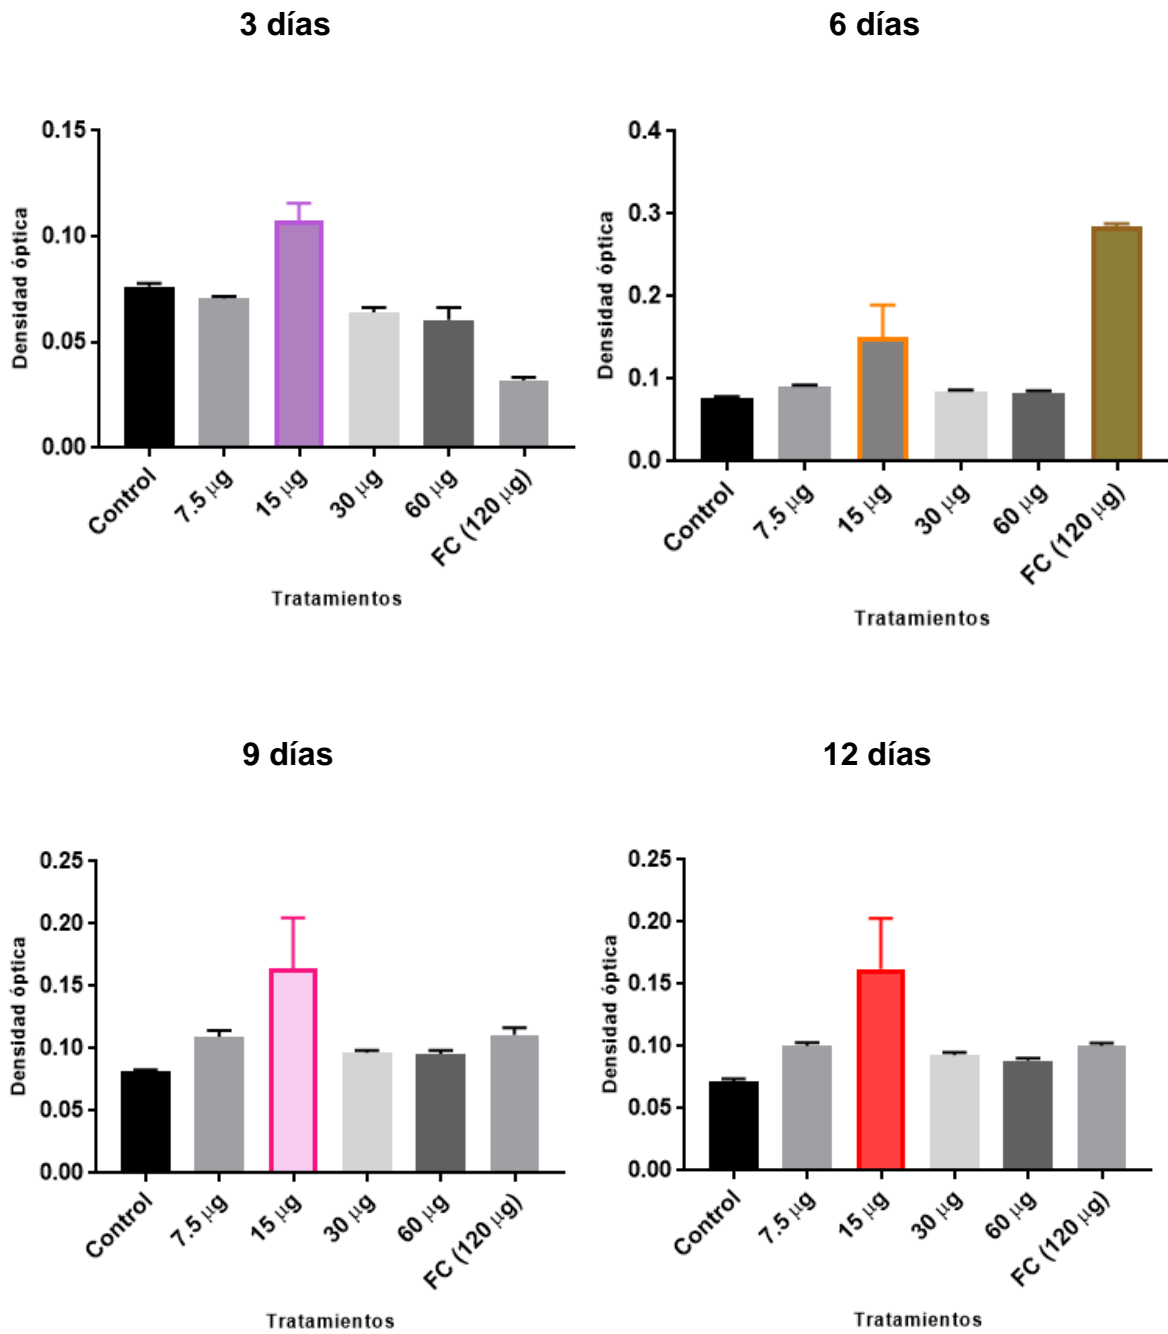 3 días
Densidad óptica
0.15
0.10
0.05
0.00
Control
7.5 µg
15 µg
30 µg
60 µg
FC (120 µg)
Tratamientos
6 días
Densidad óptica
0.4
0.3
0.2
0.1
0.0
Control
7.5 µg
15 µg
30 µg
60 µg
FC (120 µg)
Tratamientos
9 días
Densidad óptica
0.25
0.20
0.15
0.10
0.05
0.00
Control
7.5 µg
15 µg
30 µg
60 µg
FC (120 µg)
Tratamientos
12 días
Densidad óptica
0.25
0.20
0.15
0.10
0.05
0.00
Control
7.5 µg
15 µg
30 µg
60 µg
FC (120 µg)
Tratamientos